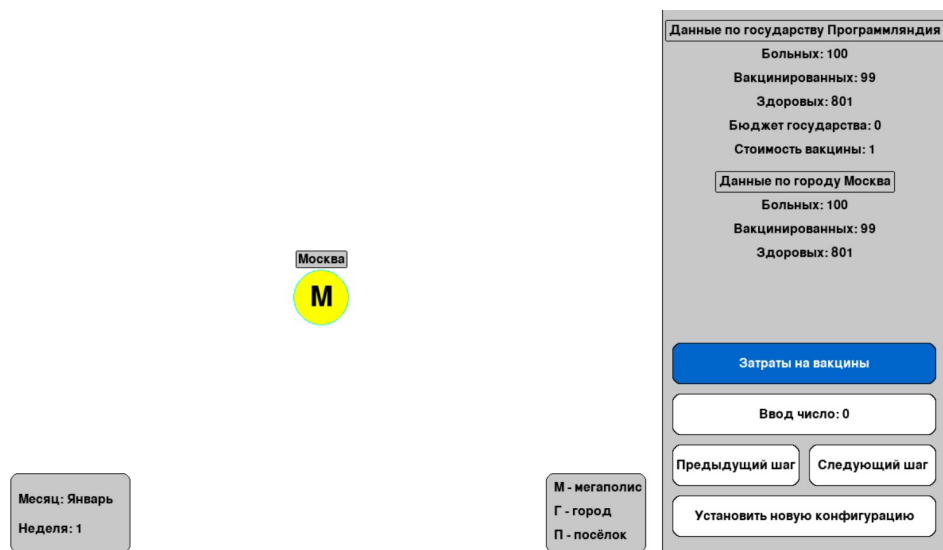 Данные по государству Программляндия
Больных: 100
Вакцинированных: 99
Здоровых: 801
Бюджет государства: 0
Стоимость вакцины: 1
Данные по городу Москва
Больных: 100
Вакцинированных: 99
Здоровых: 801
Москва
М
Затраты на вакцины
Ввод число: 0
Предыдущий шаг
Следующий шаг
Установить новую конфигурацию
Месяц: Январь
Неделя: 1
М - мегаполис
Г - город
П - посёлок